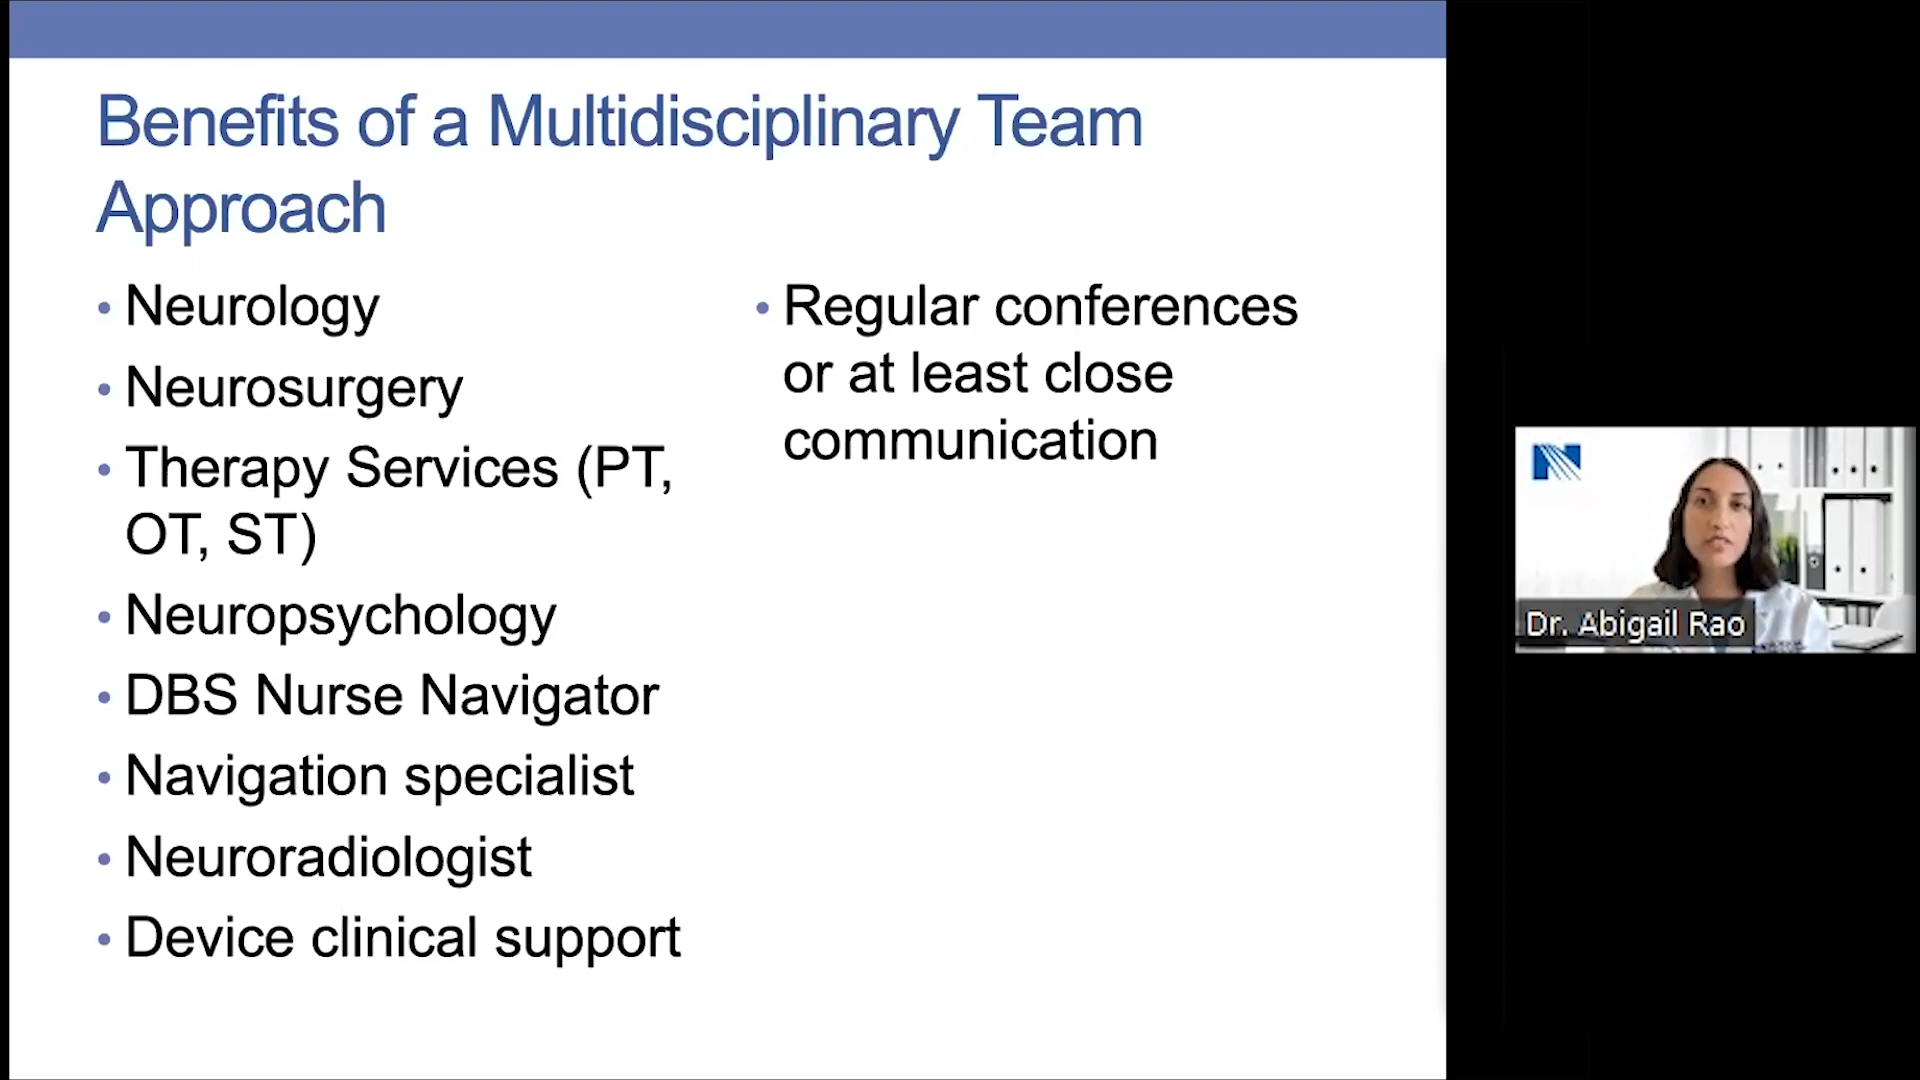 Benefits of a Multidisciplinary Team
Approach
• Neurology
• Neurosurgery
• Therapy Services (PT,
OT, ST)
• Neuropsychology
• DBS Nurse Navigator
• Navigation specialist
• Neuroradiologist
• Device clinical support
• Regular conferences
or at least close
communication
Dr. Abigail Rao